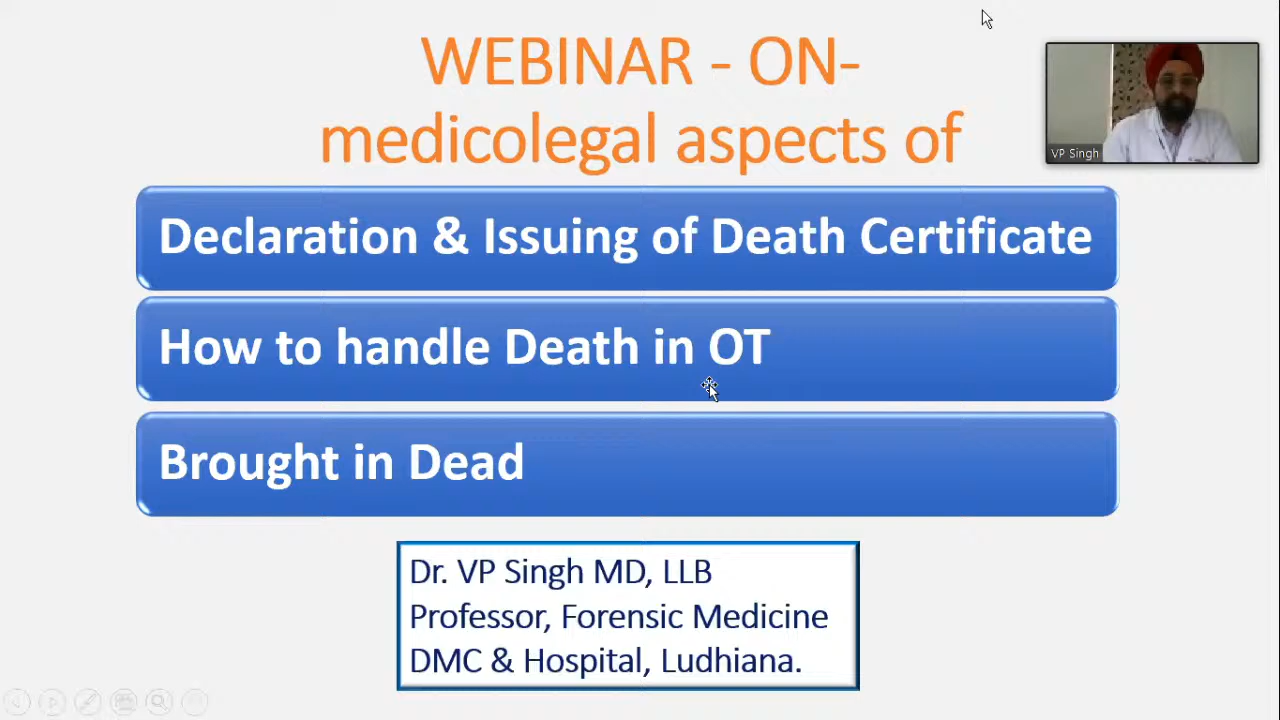 WEBINAR - ON-
medicolegal aspects of
VP Singh
Declaration & Issuing of Death Certificate
How to handle Death in OT
Brought in Dead
Dr. VP Singh MD, LLB
Professor, Forensic Medicine
DMC & Hospital, Ludhiana.